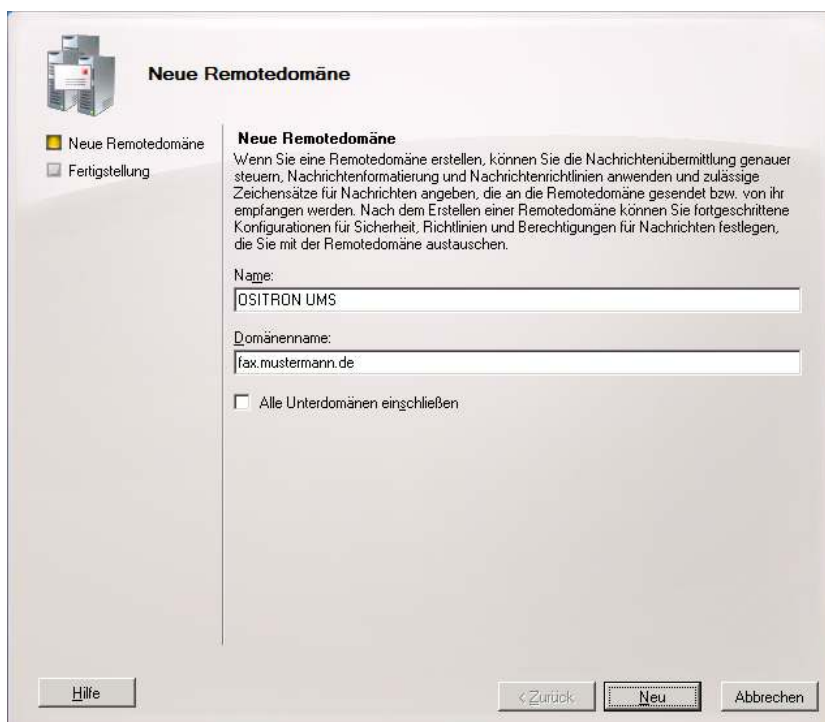 Neue Remotedomäne
Neue Remotedomäne
Fertigstellung
Neue Remotedomäne
Wenn Sie eine Remotedomäne erstellen, können Sie die Nachrichtenübermittlung genauer
steuern, Nachrichtenformatierung und Nachrichtenrichtlinien anwenden und zulässige
Zeichensätze für Nachrichten angeben, die an die Remotedomäne gesendet bzw. von ihr
empfangen werden. Nach dem Erstellen einer Remotedomäne können Sie fortgeschrittene
Konfigurationen für Sicherheit, Richtlinien und Berechtigungen für Nachrichten festlegen,
die Sie mit der Remotedomäne austauschen.
Name:
OSITRON UMS
Domänenname:
fax.mustermann.de
Alle Unterdomänen einschließen
Hilfe
< Zurück
Neu
Abbrechen